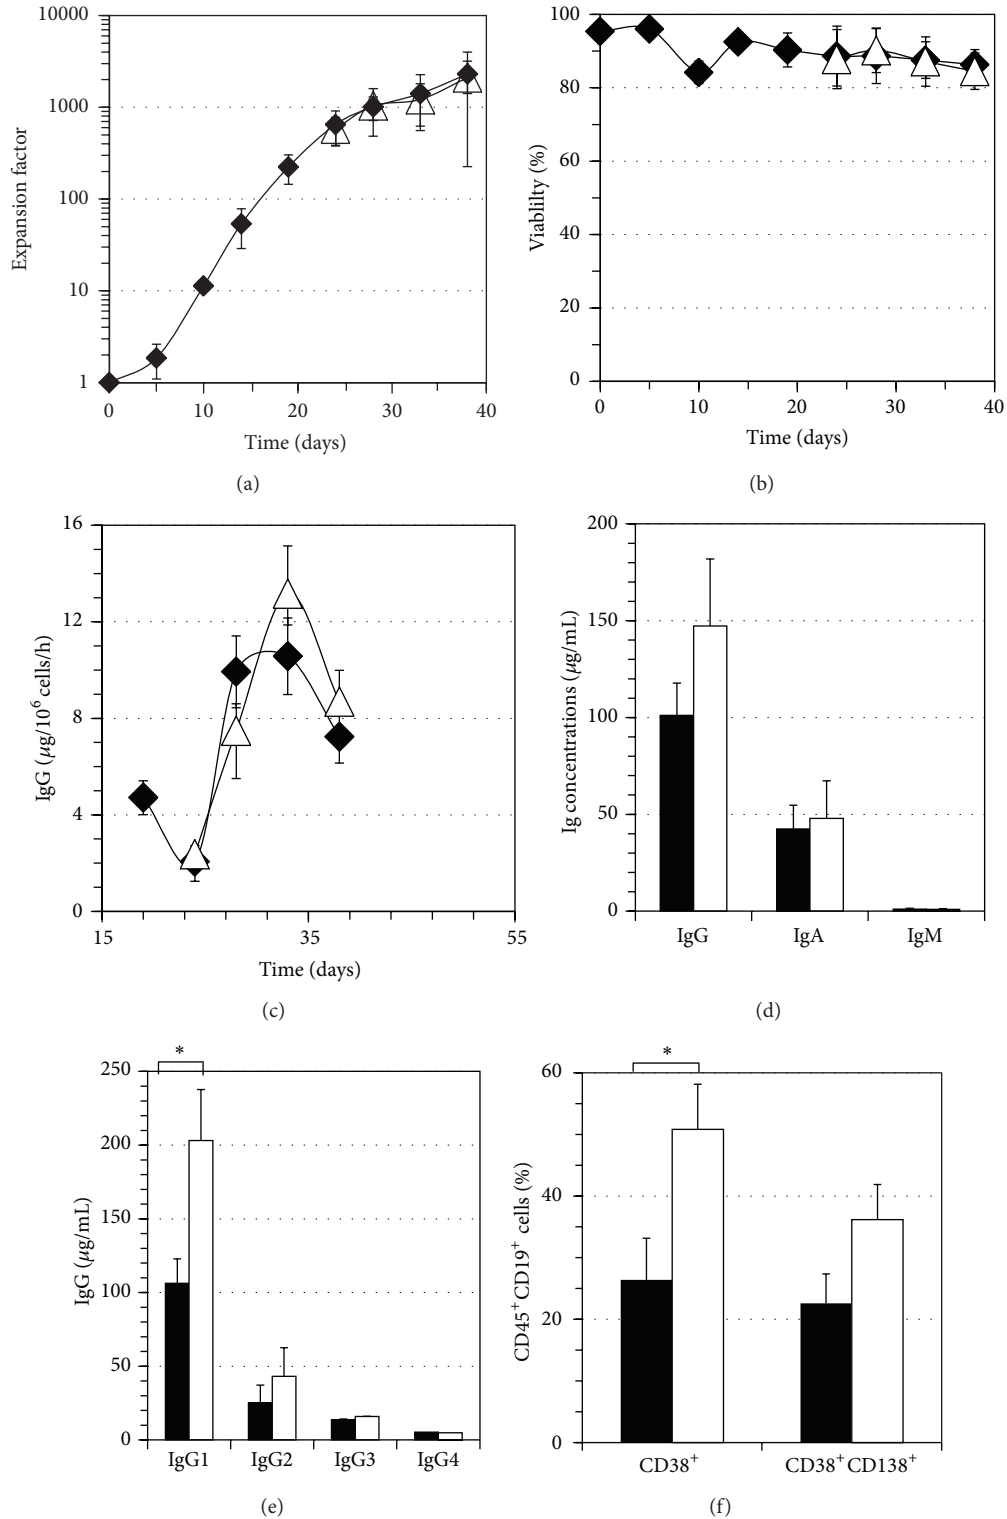 10000
1000
100
10
1
Expansion factor
0 10 20 30 40
Time (days)
(a)
100
80
60
40
20
0
Viablilty (%)
0 10 20 30 40
Time (days)
(b)
16
12
8
4
0
IgG (μg/10⁶ cells/h)
15 35 55
Time (days)
(c)
200
150
100
50
0
Ig concentrations (μg/mL)
IgG IgA IgM
(d)
*
250
200
150
100
50
0
IgG (μg/mL)
IgG1 IgG2 IgG3 IgG4
(e)
*
60
40
20
0
CD45⁺CD19⁺ cells (%)
CD38⁺ CD38⁺CD138⁺
(f)